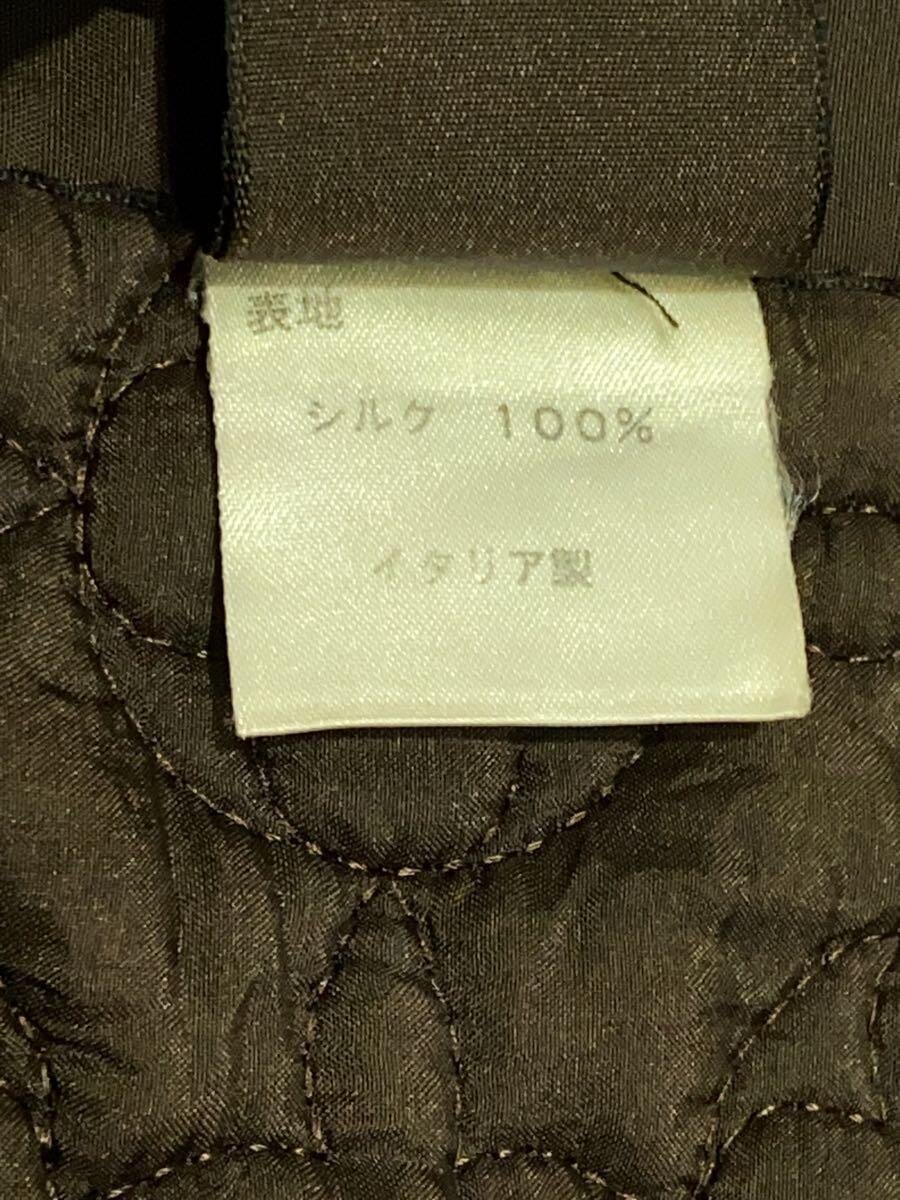 表地
シルク 100%
イタリア製